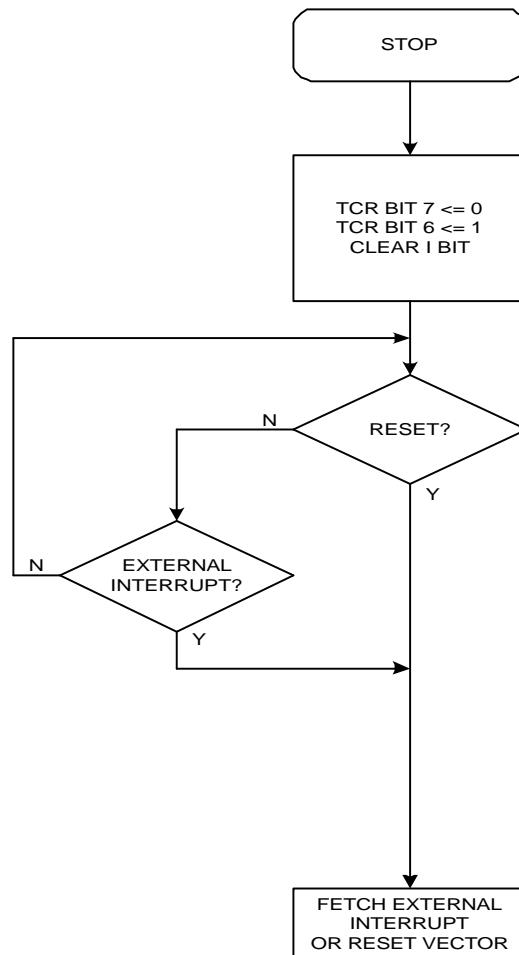 STOP
TCR BIT 7 <= 0
TCR BIT 6 <= 1
CLEAR I BIT
RESET?
N
Y
EXTERNAL
INTERRUPT?
N
Y
FETCH EXTERNAL
INTERRUPT
OR RESET VECTOR